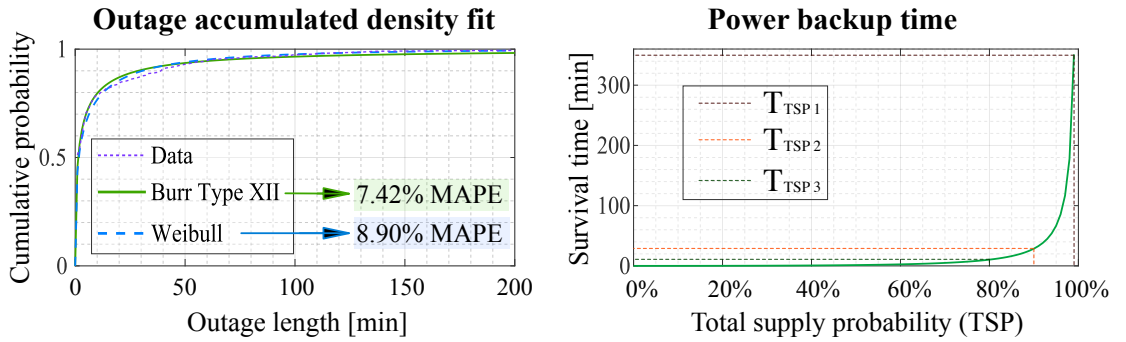 Outage accumulated density fit
Cumulative probability
1
0.5
0
Data
Burr Type XII
7.42% MAPE
Weibull
8.90% MAPE
0
50
100
150
200
Outage length [min]
Power backup time
Survival time [min]
300
200
100
0
T_TSP 1
T_TSP 2
T_TSP 3
0%
20%
40%
60%
80%
100%
Total supply probability (TSP)